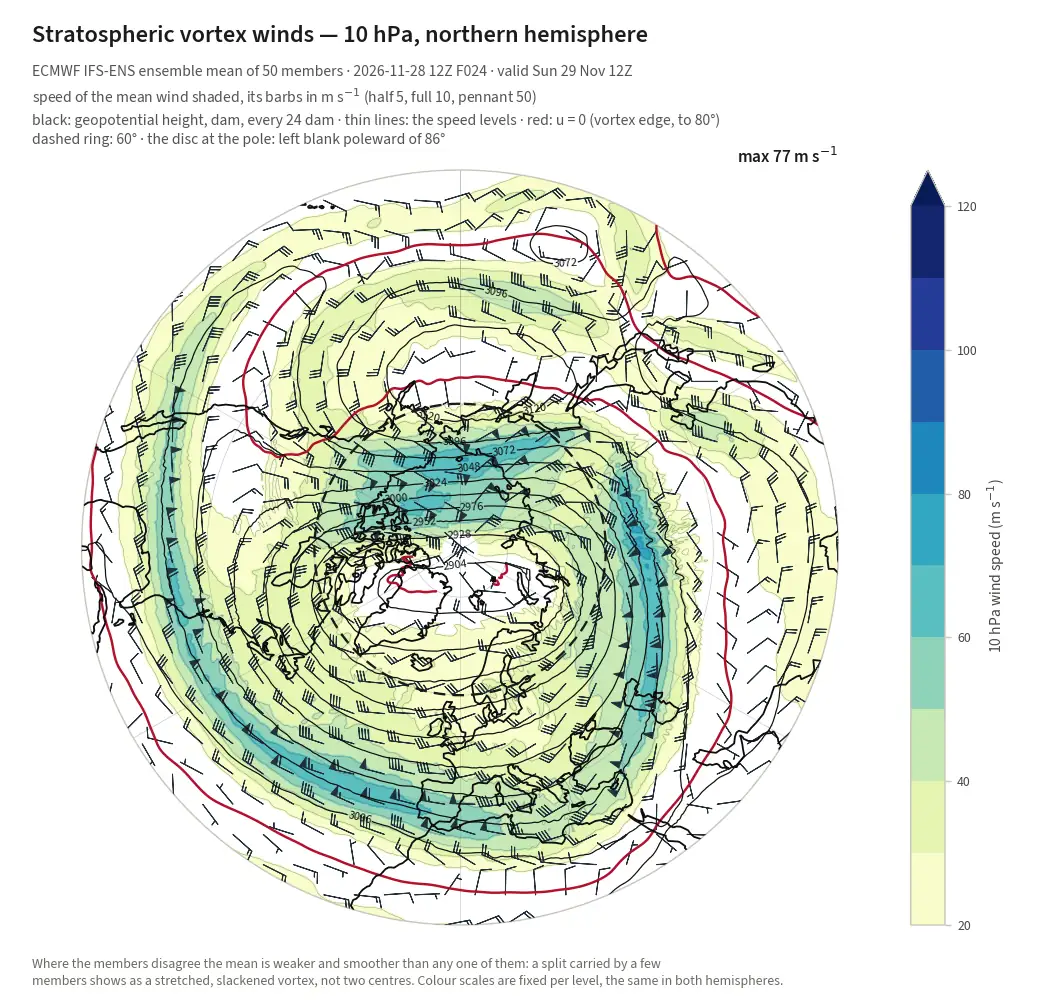 Stratospheric vortex winds — 10 hPa, northern hemisphere
ECMWF IFS-ENS ensemble mean of 50 members · 2026-11-28 12Z F024 · valid Sun 29 Nov 12Z
speed of the mean wind shaded, its barbs in m s⁻¹ (half 5, full 10, pennant 50)
black: geopotential height, dam, every 24 dam · thin lines: the speed levels · red: u = 0 (vortex edge, to 80°)
dashed ring: 60° · the disc at the pole: left blank poleward of 86°
max 77 m s⁻¹
120
100
80
60
40
20
10 hPa wind speed (m s⁻¹)
3072
3096
3096
3072
3048
3024
3000
2976
2952
2928
2904
3096
Where the members disagree the mean is weaker and smoother than any one of them: a split carried by a few
members shows as a stretched, slackened vortex, not two centres. Colour scales are fixed per level, the same in both hemispheres.